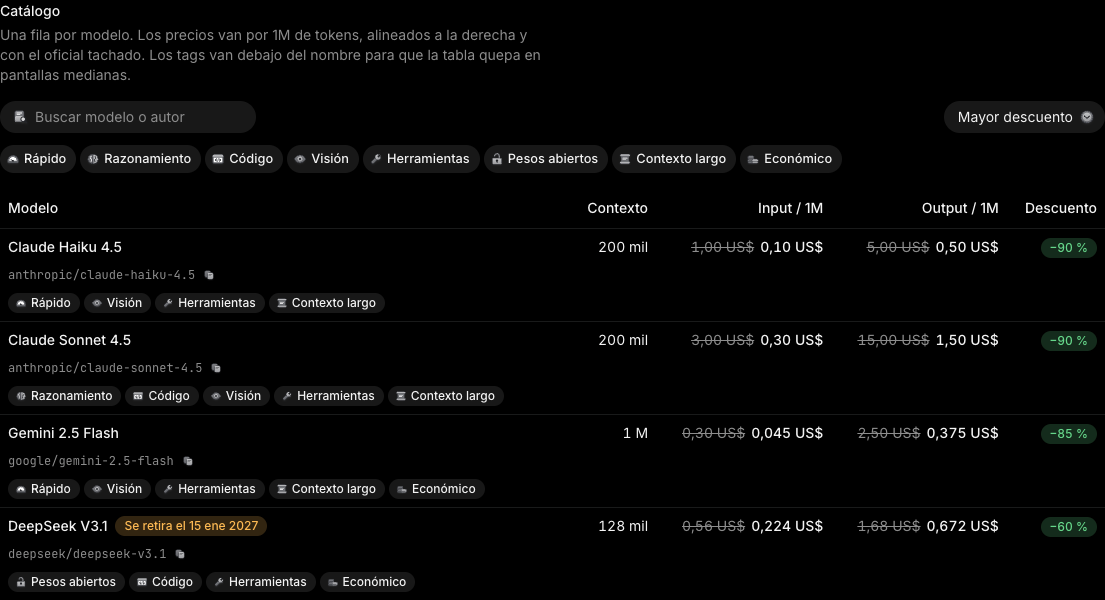 Catálogo
Una fila por modelo. Los precios van por 1M de tokens, alineados a la derecha y
con el oficial tachado. Los tags van debajo del nombre para que la tabla quepa en
pantallas medianas.
Buscar modelo o autor
Mayor descuento
Rápido Razonamiento Código Visión Herramientas Pesos abiertos Contexto largo Económico
Modelo Contexto Input / 1M Output / 1M Descuento
Claude Haiku 4.5 200 mil 1,00 US$ 0,10 US$ 5,00 US$ 0,50 US$ −90 %
anthropic/claude-haiku-4.5
Rápido Visión Herramientas Contexto largo
Claude Sonnet 4.5 200 mil 3,00 US$ 0,30 US$ 15,00 US$ 1,50 US$ −90 %
anthropic/claude-sonnet-4.5
Razonamiento Código Visión Herramientas Contexto largo
Gemini 2.5 Flash 1 M 0,30 US$ 0,045 US$ 2,50 US$ 0,375 US$ −85 %
google/gemini-2.5-flash
Rápido Visión Herramientas Contexto largo Económico
DeepSeek V3.1 Se retira el 15 ene 2027 128 mil 0,56 US$ 0,224 US$ 1,68 US$ 0,672 US$ −60 %
deepseek/deepseek-v3.1
Pesos abiertos Código Herramientas Económico